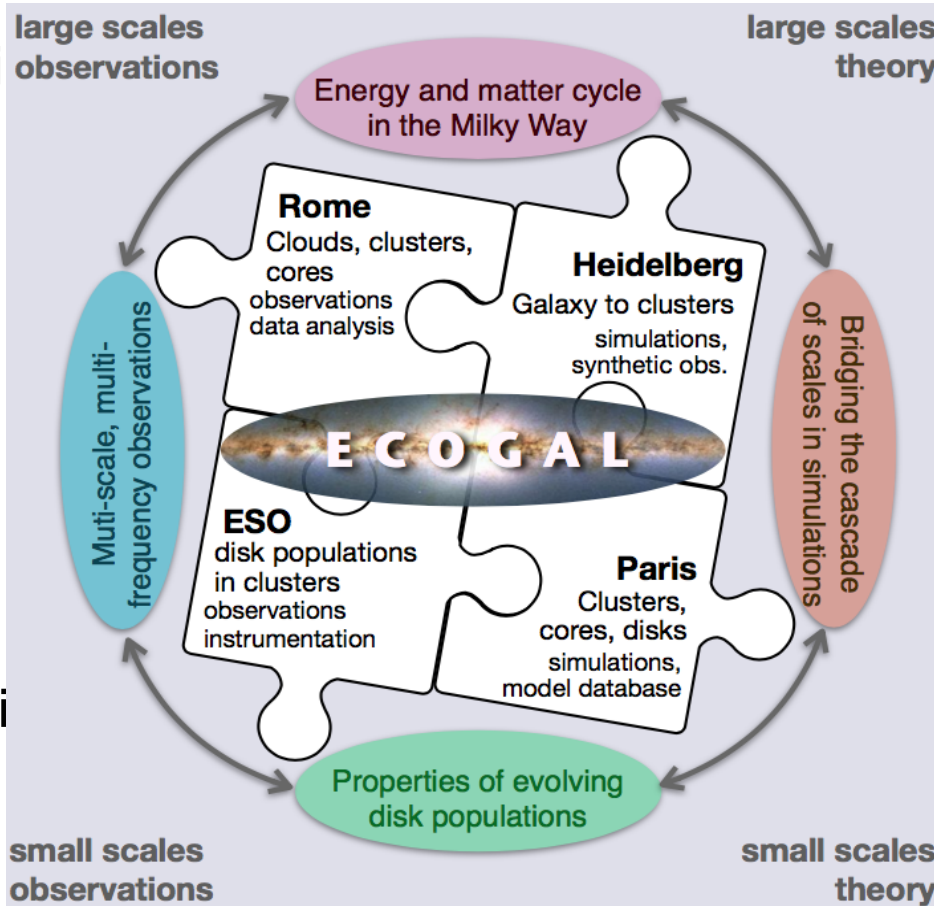 large scales
observations
large scales
theory
Energy and matter cycle
in the Milky Way
Rome
Clouds, clusters,
cores
observations
data analysis
Heidelberg
Galaxy to clusters
simulations,
synthetic obs.
Muti-scale, multi-
frequency observations
Bridging the cascade
of scales in simulations
ECOGAL
ESO
disk populations
in clusters
observations
instrumentation
Paris
Clusters,
cores, disks
simulations,
model database
i
Properties of evolving
disk populations
small scales
observations
small scales
theory